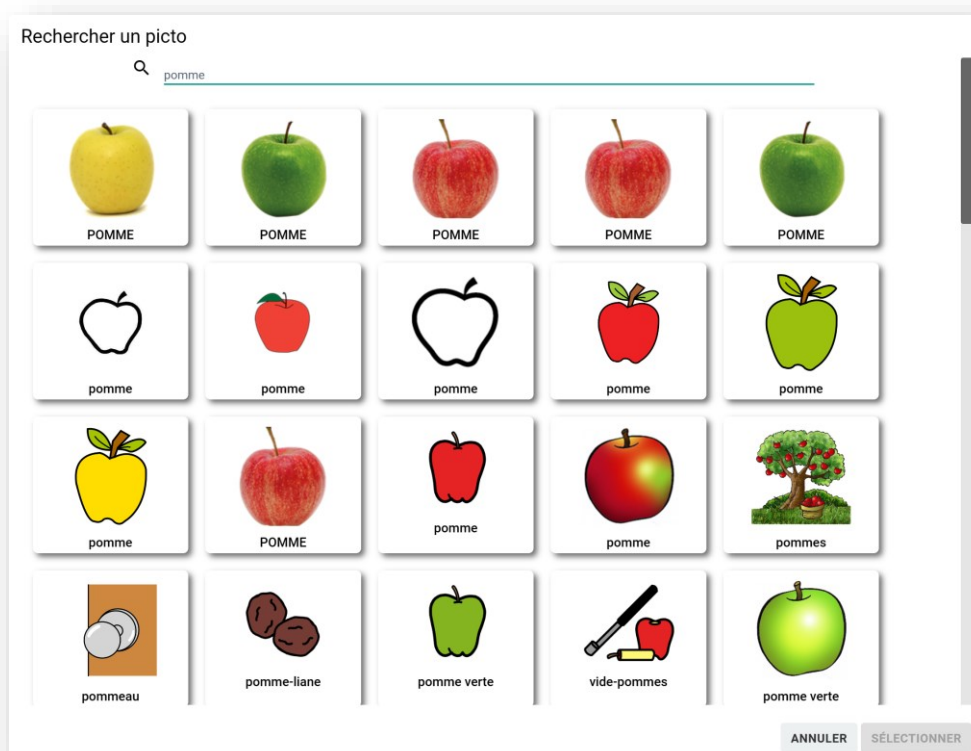 Rechercher un picto
pomme
POMME POMME POMME POMME POMME
pomme pomme pomme pomme pomme
pomme POMME pomme pomme pommes
pommeau pomme-liane pomme verte vide-pommes pomme verte
ANNULER SÉLECTIONNER